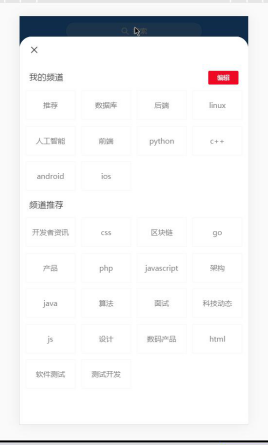 我的频道 编辑
推荐 数据库 后端 linux
人工智能 前端 python c++
android ios
频道推荐
开发者资讯 css 区块链 go
产品 php javascript 架构
java 算法 面试 科技动态
js 设计 数码产品 html
软件测试 测试开发